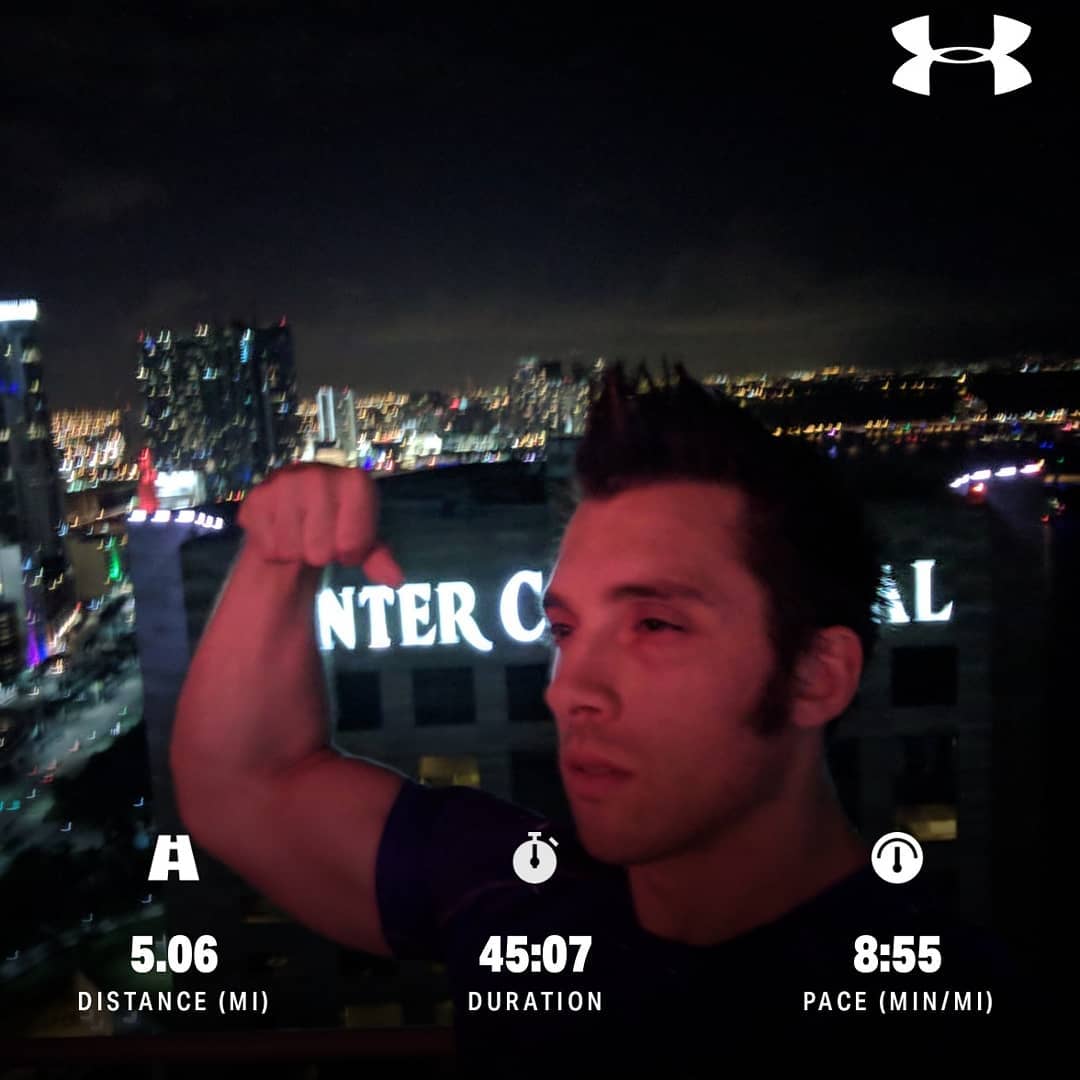 NTER C
AL
5.06
45:07
8:55
DISTANCE (MI)
DURATION
PACE (MIN/MI)